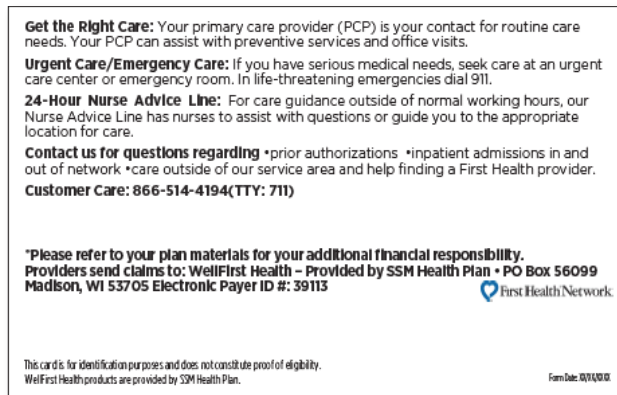 Get the Right Care: Your primary care provider (PCP) is your contact for routine care
needs. Your PCP can assist with preventive services and office visits.
Urgent Care/Emergency Care: If you have serious medical needs, seek care at an urgent
care center or emergency room. In life-threatening emergencies dial 911.
24-Hour Nurse Advice Line: For care guidance outside of normal working hours, our
Nurse Advice Line has nurses to assist with questions or guide you to the appropriate
location for care.
Contact us for questions regarding •prior authorizations •inpatient admissions in and
out of network •care outside of our service area and help finding a First Health provider.
Customer Care: 866-514-4194(TTY: 711)
*Please refer to your plan materials for your additional financial responsibility.
Providers send claims to: WellFirst Health – Provided by SSM Health Plan • PO Box 56099
Madison, WI 53705 Electronic Payer ID #: 39113
First Health Network
This card is for identification purposes and does not constitute proof of eligibility.
WellFirst Health products are provided by SSM Health Plan.
Form Date: